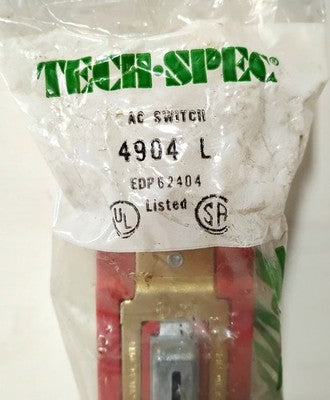 TECH·SPEC®
AC SWITCH
4904 L
EDP62404
UL Listed SA